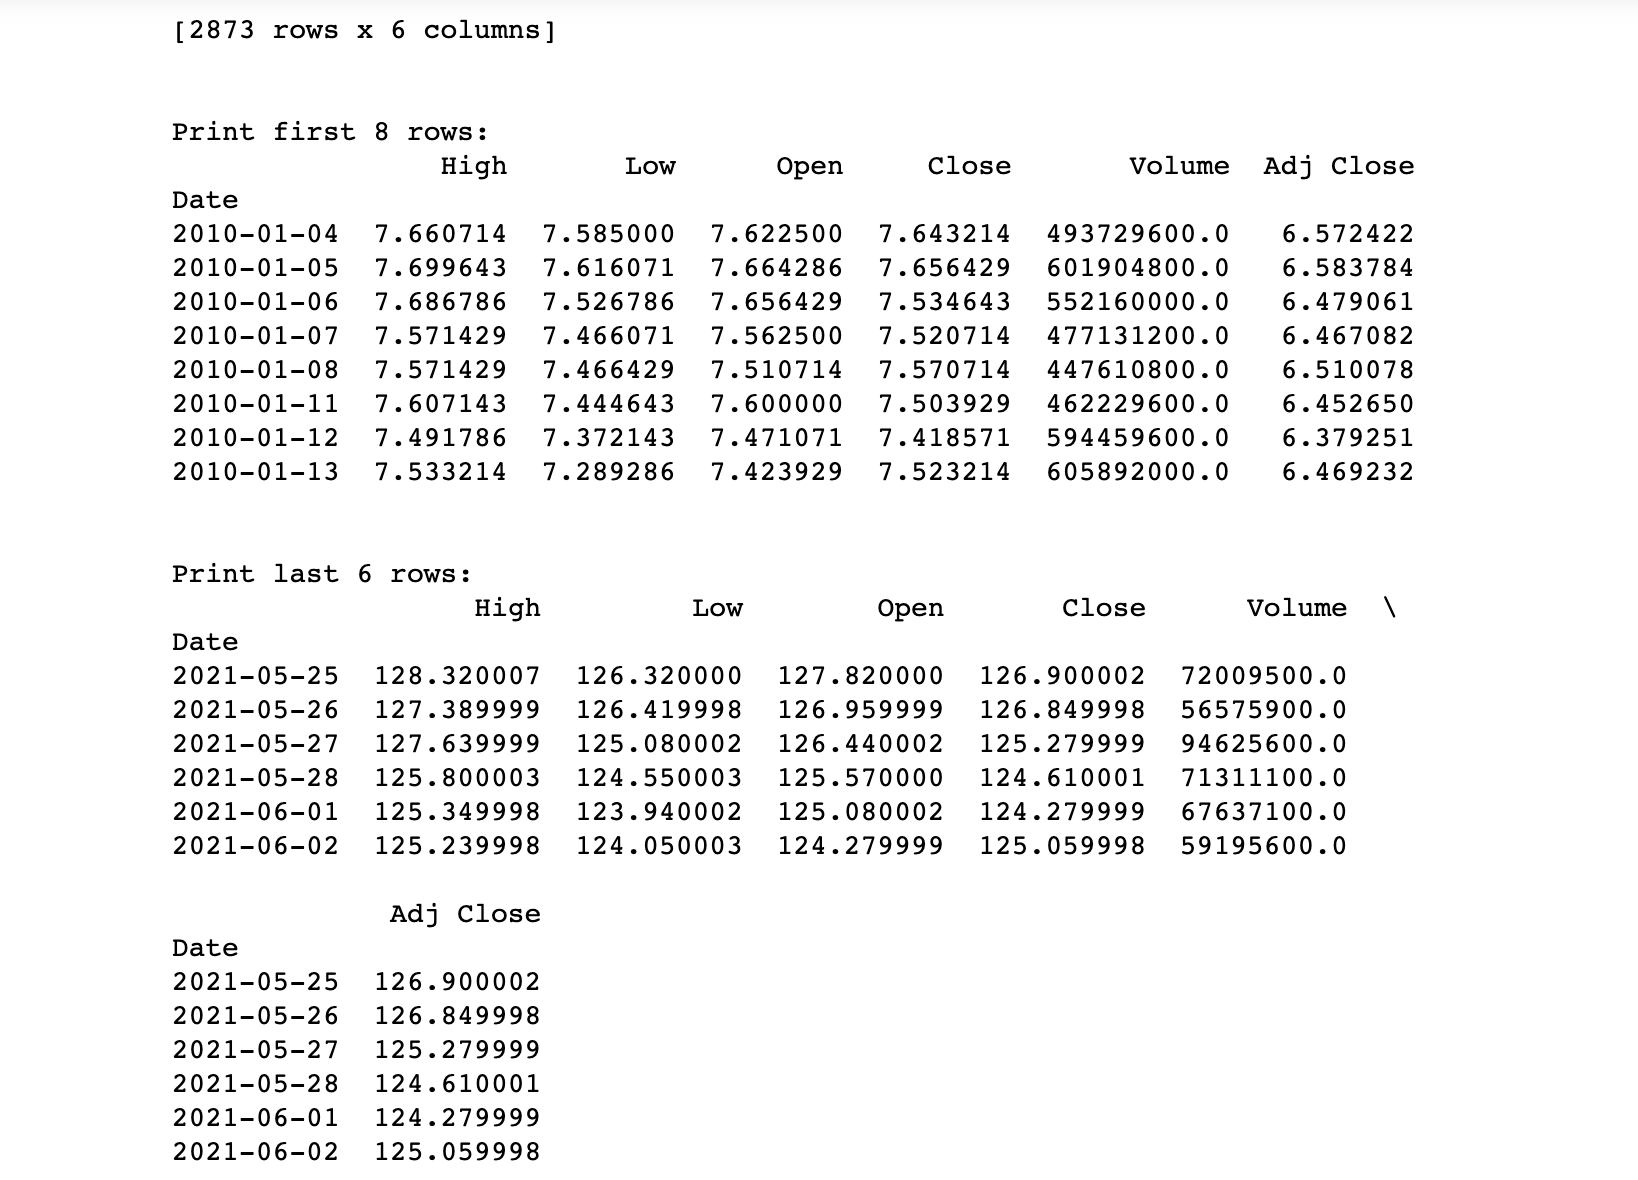 [2873 rows x 6 columns]
Print first 8 rows:
High Low Open Close Volume Adj Close
Date
2010-01-04 7.660714 7.585000 7.622500 7.643214 493729600.0 6.572422
2010-01-05 7.699643 7.616071 7.664286 7.656429 601904800.0 6.583784
2010-01-06 7.686786 7.526786 7.656429 7.534643 552160000.0 6.479061
2010-01-07 7.571429 7.466071 7.562500 7.520714 477131200.0 6.467082
2010-01-08 7.571429 7.466429 7.510714 7.570714 447610800.0 6.510078
2010-01-11 7.607143 7.444643 7.600000 7.503929 462229600.0 6.452650
2010-01-12 7.491786 7.372143 7.471071 7.418571 594459600.0 6.379251
2010-01-13 7.533214 7.289286 7.423929 7.523214 605892000.0 6.469232
Print last 6 rows:
High Low Open Close Volume \
Date
2021-05-25 128.320007 126.320000 127.820000 126.900002 72009500.0
2021-05-26 127.389999 126.419998 126.959999 126.849998 56575900.0
2021-05-27 127.639999 125.080002 126.440002 125.279999 94625600.0
2021-05-28 125.800003 124.550003 125.570000 124.610001 71311100.0
2021-06-01 125.349998 123.940002 125.080002 124.279999 67637100.0
2021-06-02 125.239998 124.050003 124.279999 125.059998 59195600.0
Adj Close
Date
2021-05-25 126.900002
2021-05-26 126.849998
2021-05-27 125.279999
2021-05-28 124.610001
2021-06-01 124.279999
2021-06-02 125.059998